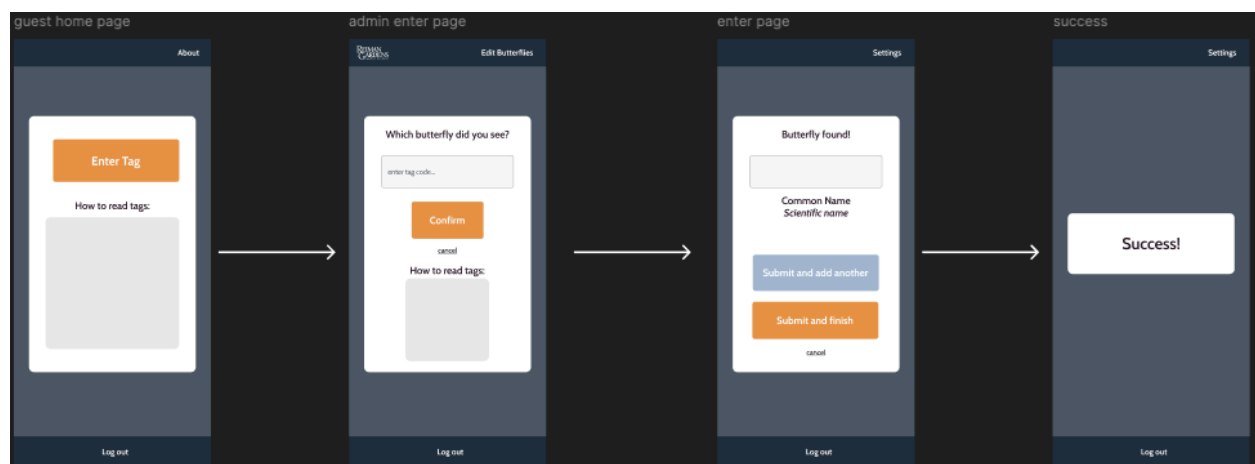 guest home page
About
Enter Tag
How to read tags:
Log out
admin enter page
Edit Butterflies
Which butterfly did you see?
enter tag code...
Confirm
cancel
How to read tags:
Log out
enter page
Settings
Butterfly found!
Common Name
Scientific name
Submit and add another
Submit and finish
cancel
Log out
success
Settings
Success!
Log out